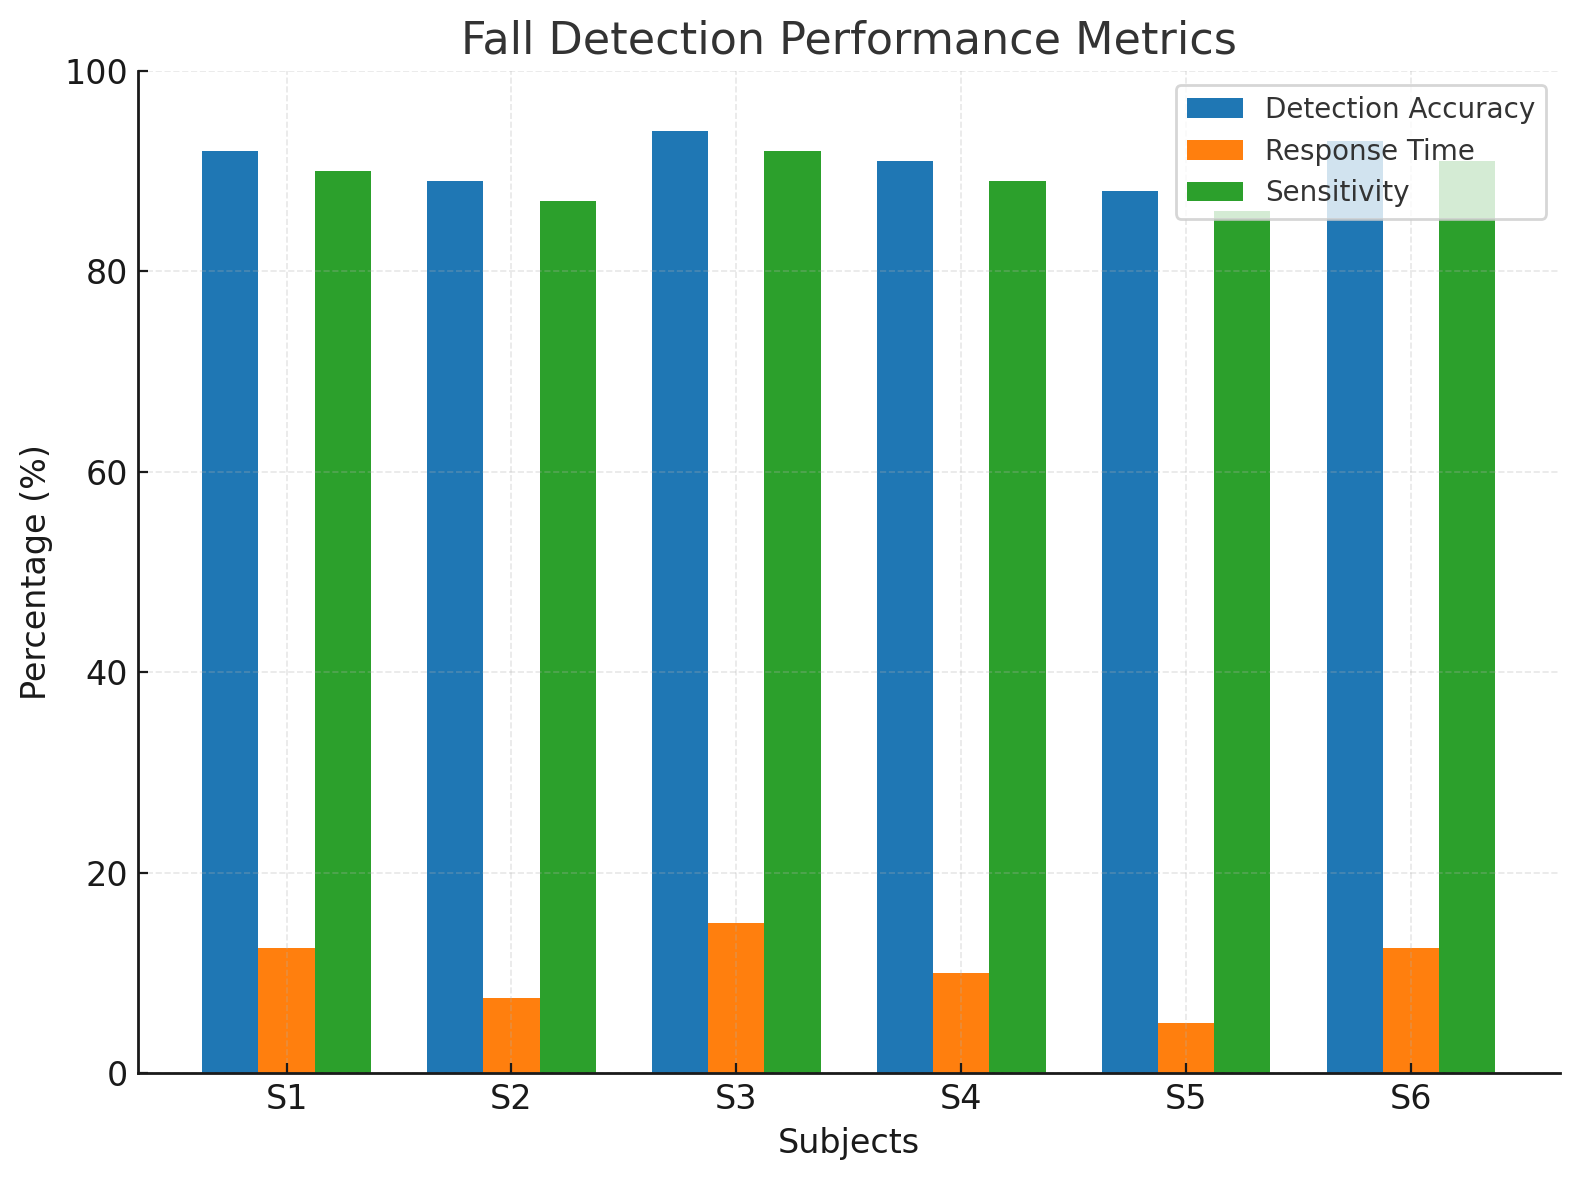 Fall Detection Performance Metrics
100
80
60
40
20
0
Percentage (%)
Detection Accuracy
Response Time
Sensitivity
S1 S2 S3 S4 S5 S6
Subjects